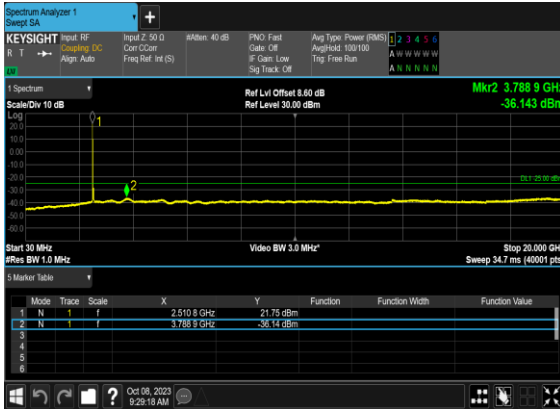 Spectrum Analyzer 1
Swept SA
+
KEYSIGHT
R T
LXI
Input: RF
Coupling: DC
Align: Auto
Input Z: 50 Ω
Corr CCorr
Freq Ref: Int (S)
#Atten: 40 dB
PNO: Fast
Gate: Off
IF Gain: Low
Sig Track: Off
Avg Type: Power (RMS)
Avg|Hold: 100/100
Trig: Free Run
1 2 3 4 5 6
A W W W W W
A N N N N N
1 Spectrum
Scale/Div 10 dB
Ref Lvl Offset 8.60 dB
Ref Level 30.00 dBm
Mkr2 3.788 9 GHz
-36.143 dBm
Log
20.0
10.0
0.00
-10.0
-20.0
-30.0
-40.0
-50.0
-60.0
1
2
DL1 -25.00 dBm
Start 30 MHz
#Res BW 1.0 MHz
Video BW 3.0 MHz*
Stop 20.000 GHz
Sweep 34.7 ms (40001 pts)
5 Marker Table
Mode Trace Scale X Y Function Function Width Function Value
1 N 1 f 2.510 8 GHz 21.75 dBm
2 N 1 f 3.788 9 GHz -36.14 dBm
3
4
5
6
?
Oct 08, 2023
9:29:18 AM